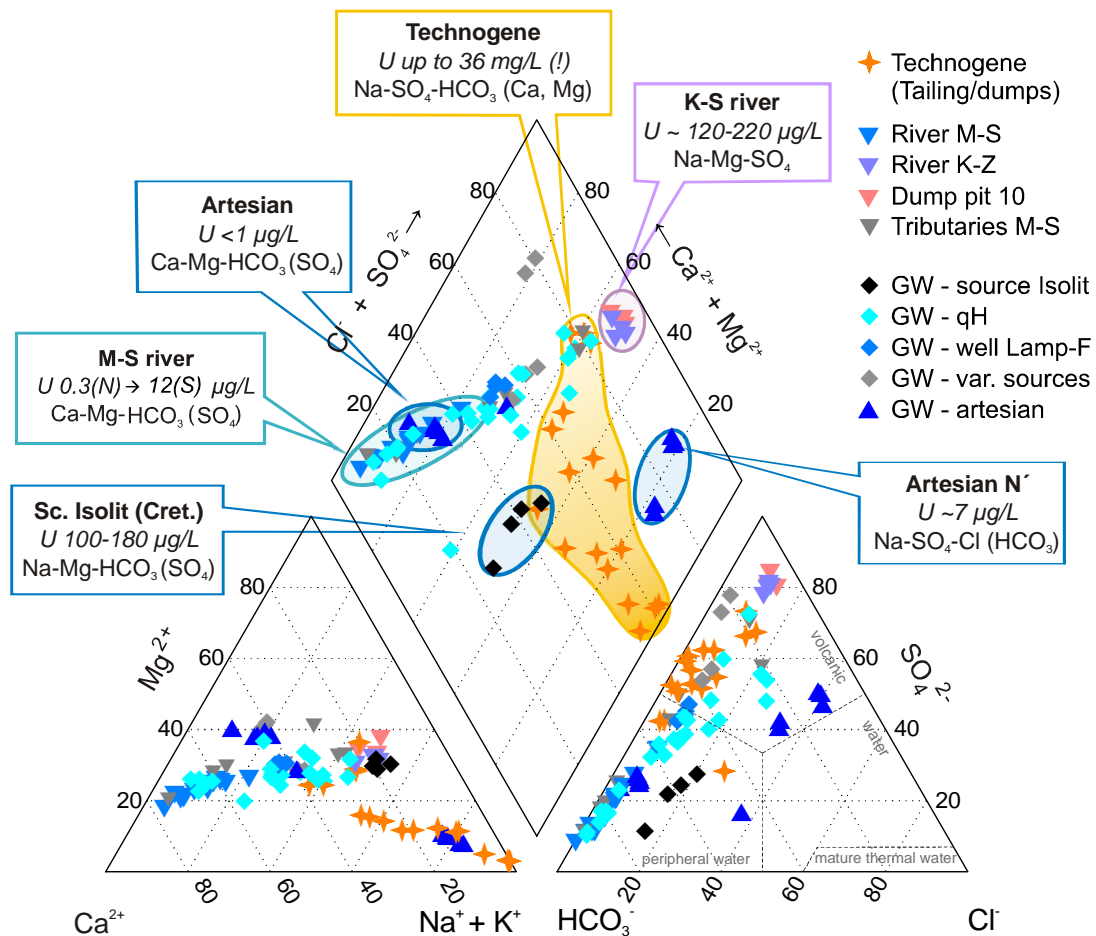 Technogene
U up to 36 mg/L (!)
Na-SO₄-HCO₃ (Ca, Mg)
K-S river
U ~ 120-220 µg/L
Na-Mg-SO₄
Artesian
U <1 µg/L
Ca-Mg-HCO₃(SO₄)
M-S river
U 0.3(N)→ 12(S) µg/L
Ca-Mg-HCO₃(SO₄)
Sc. Isolit (Cret.)
U 100-180 µg/L
Na-Mg-HCO₃(SO₄)
Artesian N´
U ~7 µg/L
Na-SO₄-Cl (HCO₃)
Technogene
(Tailing/dumps)
River M-S
River K-Z
Dump pit 10
Tributaries M-S
GW - source Isolit
GW - qH
GW - well Lamp-F
GW - var. sources
GW - artesian
80
60
40
20
Cl⁻ + SO₄²⁻ →
80
60
40
20
← Ca²⁺ + Mg²⁺
80
60
40
20
Mg²⁺
80
60
40
20
Ca²⁺
Na⁺ + K⁺
80
60
40
20
SO₄²⁻
volcanic
water
peripheral water
mature thermal water
20
40
60
80
HCO₃⁻
Cl⁻